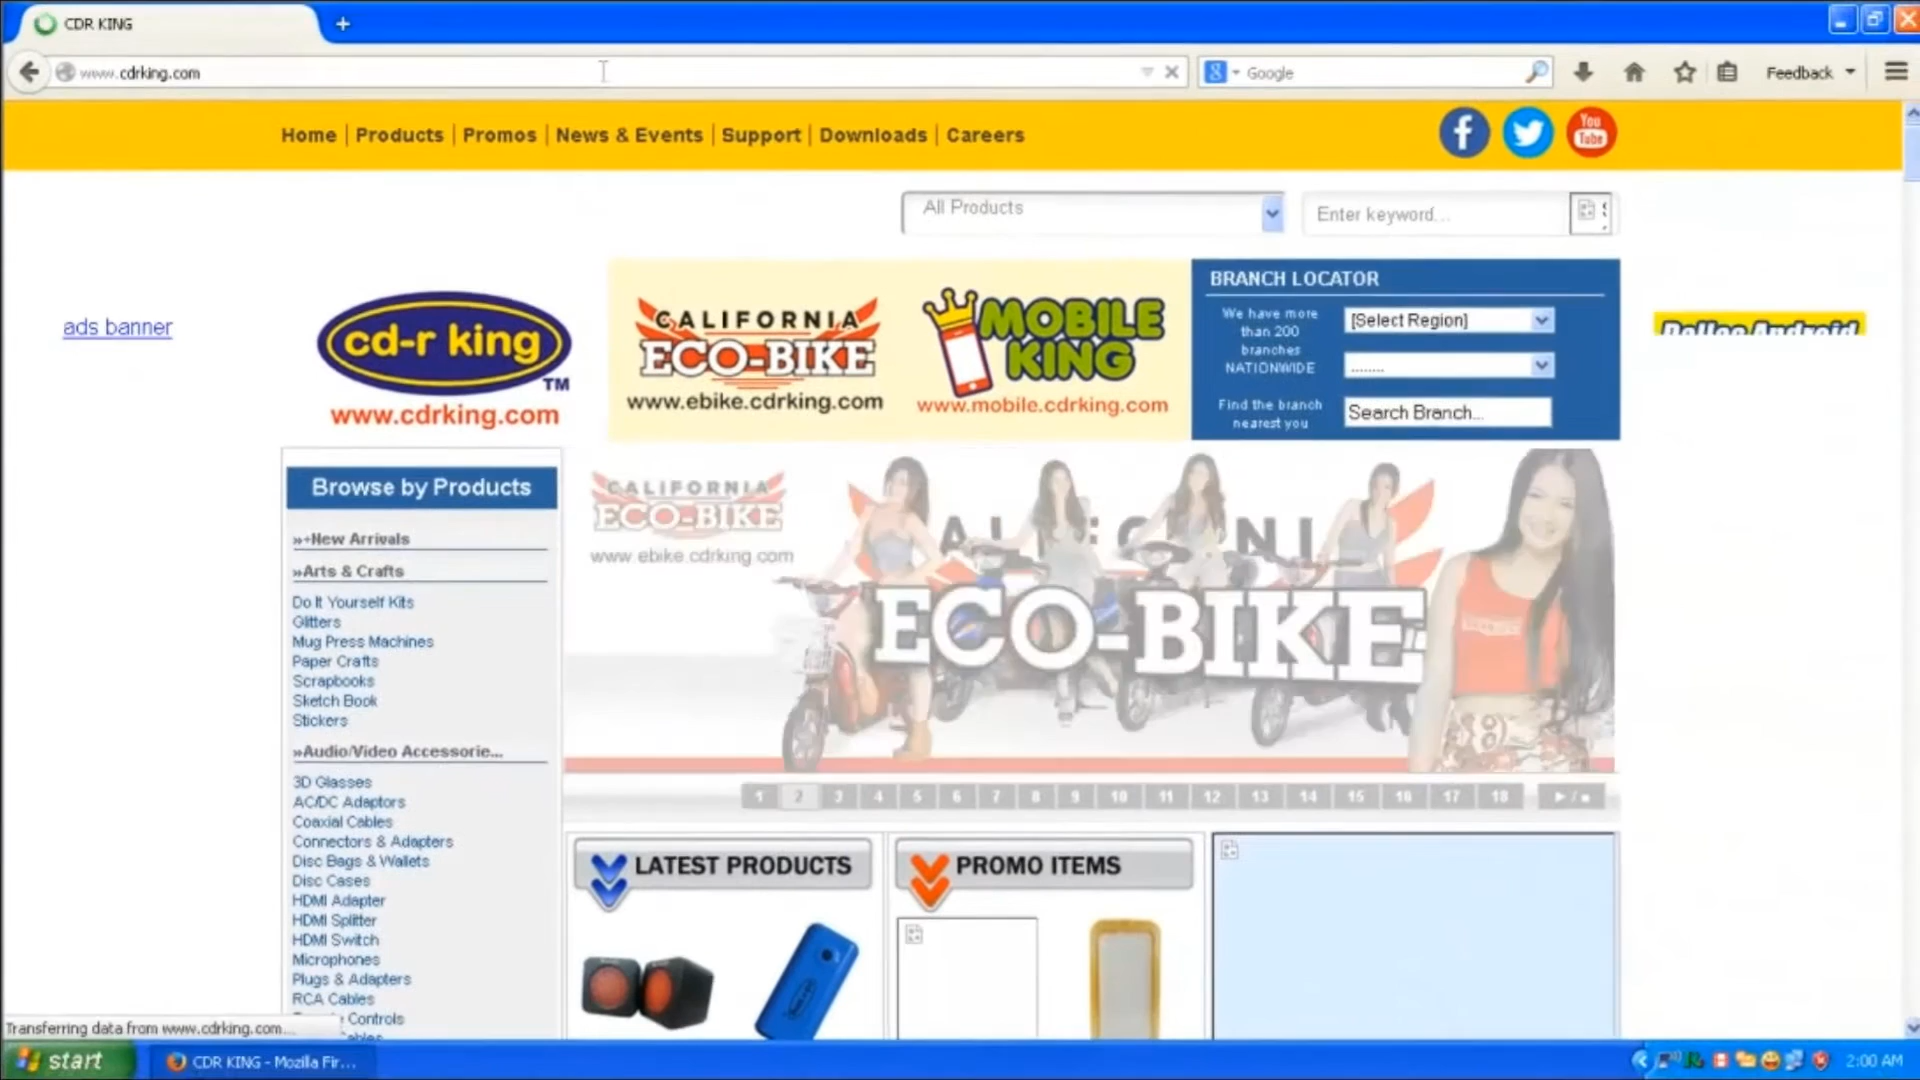 CDR KING
www.cdrking.com
Google
Feedback
Home | Products | Promos | News & Events | Support | Downloads | Careers
You
Tube
All Products
Enter keyword...
ads banner
cd-r king
TM
www.cdrking.com
CALIFORNIA
ECO-BIKE
www.ebike.cdrking.com
MOBILE
KING
www.mobile.cdrking.com
BRANCH LOCATOR
We have more
than 200
branches
NATIONWIDE
[Select Region]
........
Find the branch
nearest you
Search Branch...
Browse by Products
»+New Arrivals
»Arts & Crafts
Do It Yourself Kits
Glitters
Mug Press Machines
Paper Crafts
Scrapbooks
Sketch Book
Stickers
»Audio/Video Accessorie...
3D Glasses
AC/DC Adaptors
Coaxial Cables
Connectors & Adapters
Disc Bags & Wallets
Disc Cases
HDMI Adapter
HDMI Splitter
HDMI Switch
Microphones
Plugs & Adapters
RCA Cables
Controls
CALIFORNIA
ECO-BIKE
www.ebike.cdrking.com
ECO-BIKE
1 2 3 4 5 6 7 8 9 10 11 12 13 14 15 16 17 18
LATEST PRODUCTS
PROMO ITEMS
Transferring data from www.cdrking.com...
start
CDR KING - Mozilla Fir...
2:00 AM